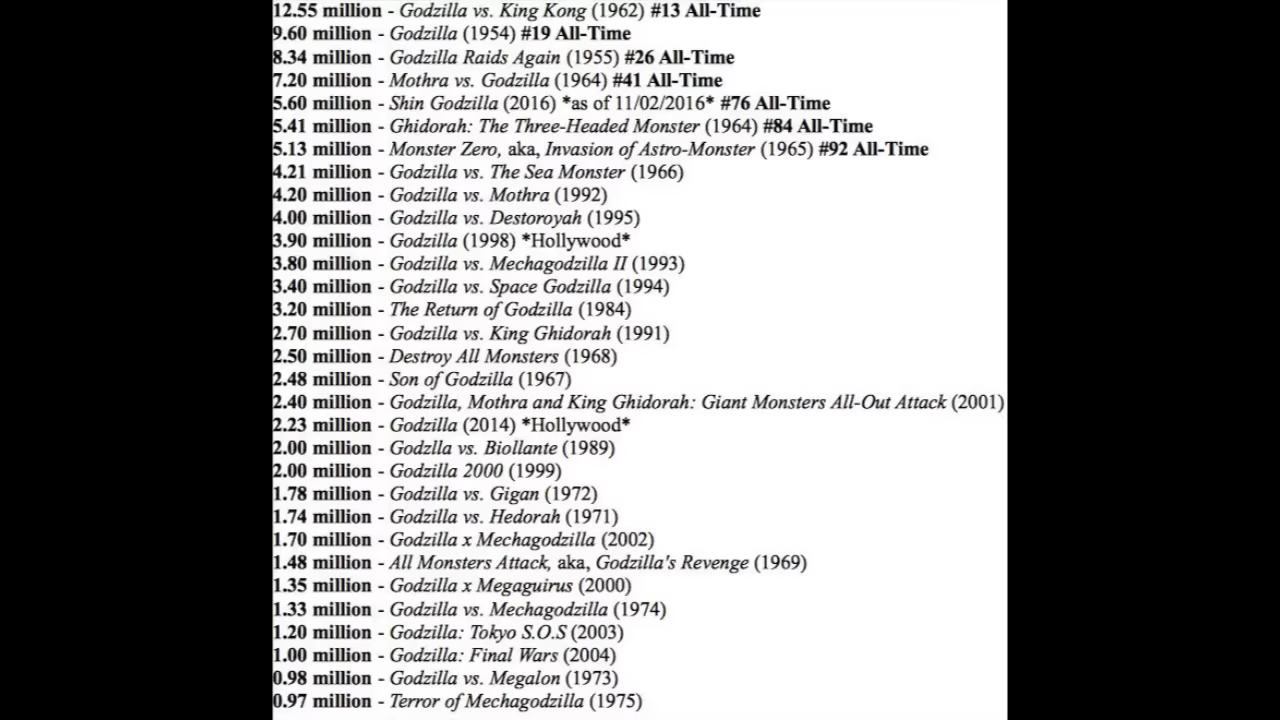 12.55 million - Godzilla vs. King Kong (1962) #13 All-Time
9.60 million - Godzilla (1954) #19 All-Time
8.34 million - Godzilla Raids Again (1955) #26 All-Time
7.20 million - Mothra vs. Godzilla (1964) #41 All-Time
5.60 million - Shin Godzilla (2016) *as of 11/02/2016* #76 All-Time
5.41 million - Ghidorah: The Three-Headed Monster (1964) #84 All-Time
5.13 million - Monster Zero, aka, Invasion of Astro-Monster (1965) #92 All-Time
4.21 million - Godzilla vs. The Sea Monster (1966)
4.20 million - Godzilla vs. Mothra (1992)
4.00 million - Godzilla vs. Destoroyah (1995)
3.90 million - Godzilla (1998) *Hollywood*
3.80 million - Godzilla vs. Mechagodzilla II (1993)
3.40 million - Godzilla vs. Space Godzilla (1994)
3.20 million - The Return of Godzilla (1984)
2.70 million - Godzilla vs. King Ghidorah (1991)
2.50 million - Destroy All Monsters (1968)
2.48 million - Son of Godzilla (1967)
2.40 million - Godzilla, Mothra and King Ghidorah: Giant Monsters All-Out Attack (2001)
2.23 million - Godzilla (2014) *Hollywood*
2.00 million - Godzlla vs. Biollante (1989)
2.00 million - Godzilla 2000 (1999)
1.78 million - Godzilla vs. Gigan (1972)
1.74 million - Godzilla vs. Hedorah (1971)
1.70 million - Godzilla x Mechagodzilla (2002)
1.48 million - All Monsters Attack, aka, Godzilla's Revenge (1969)
1.35 million - Godzilla x Megaguirus (2000)
1.33 million - Godzilla vs. Mechagodzilla (1974)
1.20 million - Godzilla: Tokyo S.O.S (2003)
1.00 million - Godzilla: Final Wars (2004)
0.98 million - Godzilla vs. Megalon (1973)
0.97 million - Terror of Mechagodzilla (1975)